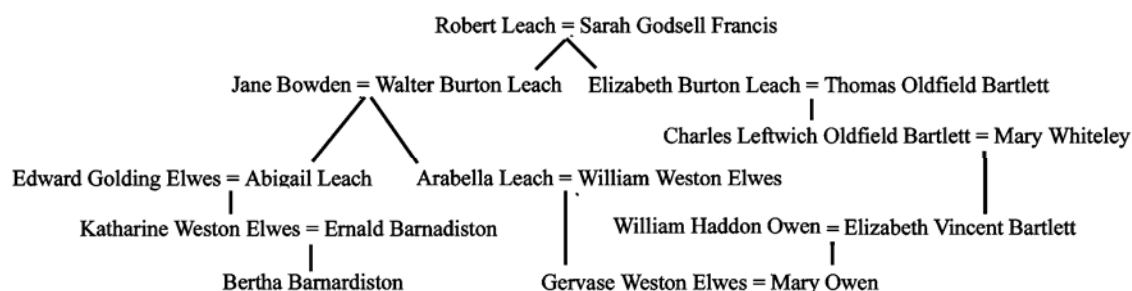 Robert Leach = Sarah Godsell Francis
Jane Bowden = Walter Burton Leach Elizabeth Burton Leach = Thomas Oldfield Bartlett
Charles Leftwich Oldfield Bartlett = Mary Whiteley
Edward Golding Elwes = Abigail Leach Arabella Leach = William Weston Elwes
Katharine Weston Elwes = Ernald Barnadiston William Haddon Owen = Elizabeth Vincent Bartlett
Bertha Barnardiston Gervase Weston Elwes = Mary Owen